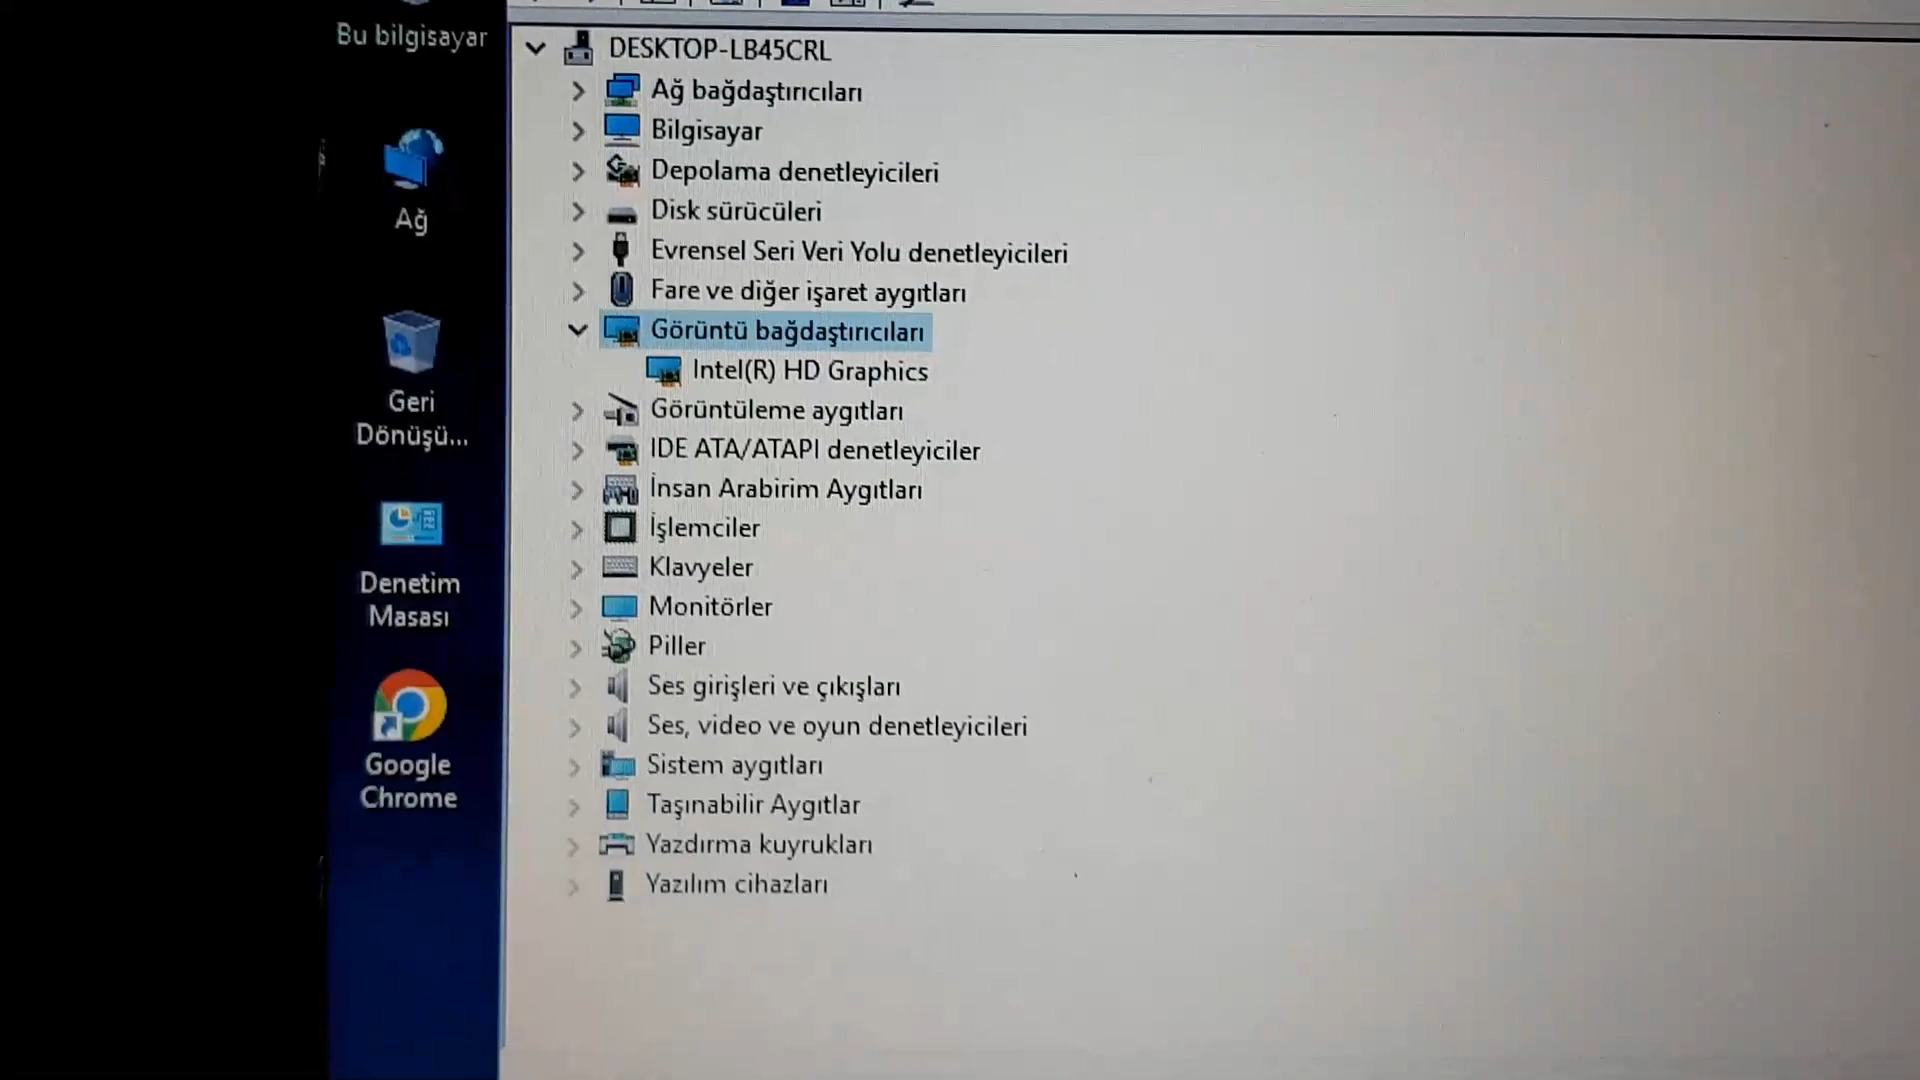 Bu bilgisayar
Ağ
Geri
Dönüşü...
Denetim
Masası
Google
Chrome
DESKTOP-LB45CRL
Ağ bağdaştırıcıları
Bilgisayar
Depolama denetleyicileri
Disk sürücüleri
Evrensel Seri Veri Yolu denetleyicileri
Fare ve diğer işaret aygıtları
Görüntü bağdaştırıcıları
Intel(R) HD Graphics
Görüntüleme aygıtları
IDE ATA/ATAPI denetleyiciler
İnsan Arabirim Aygıtları
İşlemciler
Klavyeler
Monitörler
Piller
Ses girişleri ve çıkışları
Ses, video ve oyun denetleyicileri
Sistem aygıtları
Taşınabilir Aygıtlar
Yazdırma kuyrukları
Yazılım cihazları